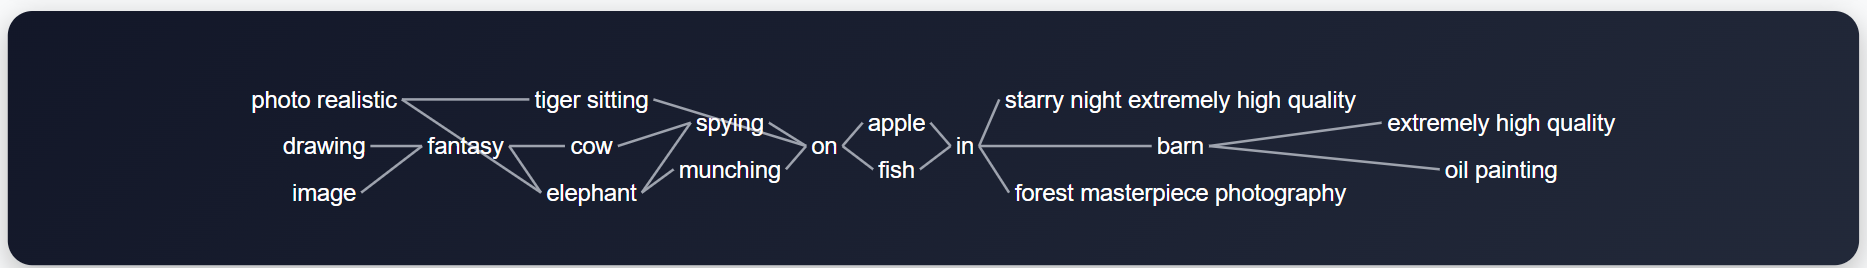 photo realistic
drawing
image
fantasy
tiger sitting
cow
elephant
spying
munching
on
apple
fish
in
starry night extremely high quality
barn
forest masterpiece photography
extremely high quality
oil painting